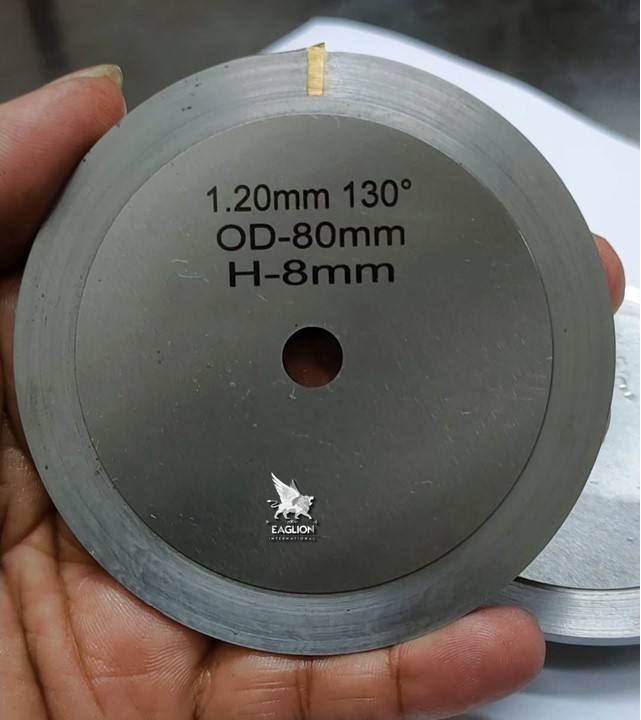 1.20mm 130°
OD-80mm
H-8mm
EAGLION
INTERNATIONAL